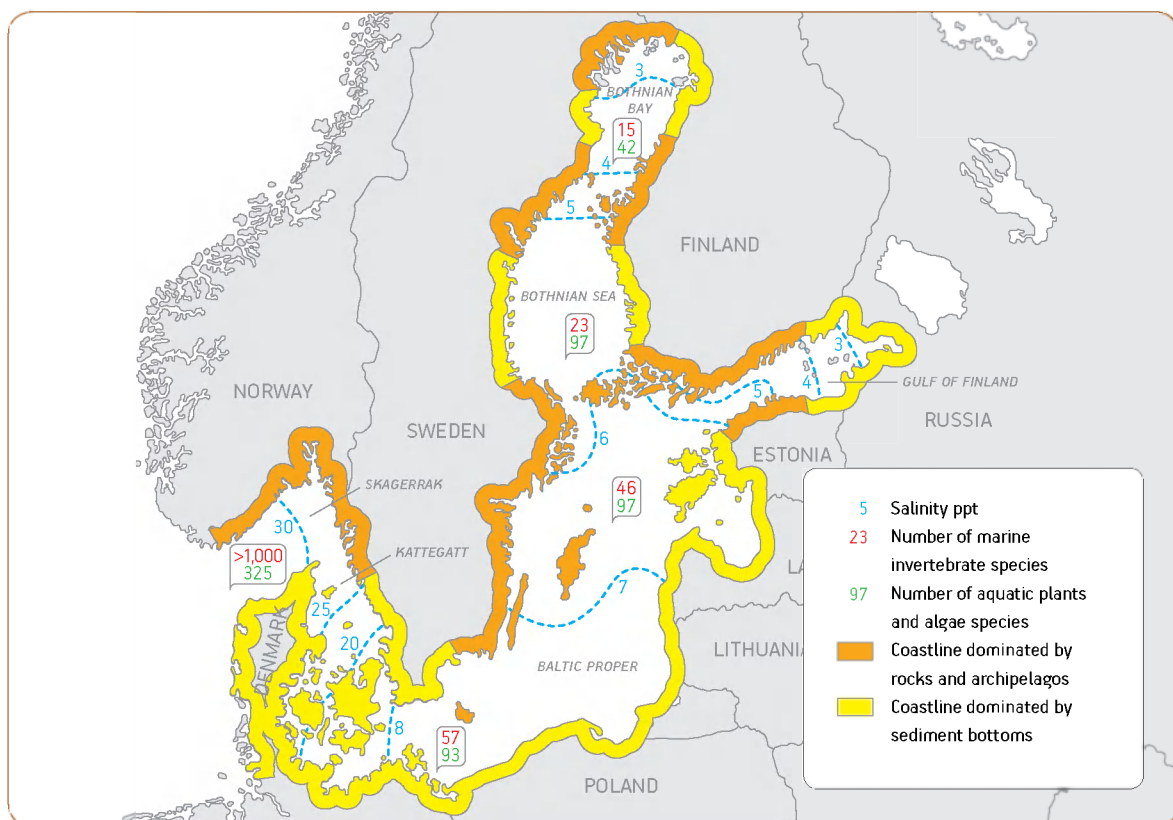 3
BOTHNIAN
BAY
15
42
4
5
FINLAND
BOTHNIAN SEA
23
97
3
4
5
GULF OF FINLAND
NORWAY
RUSSIA
SWEDEN
6
ESTONIA
SKAGERRAK
46
97
30
KATTEGATT
>1,000
325
25
20
7
DENMARK
LA
LITHUANIA
BALTIC PROPER
8
57
93
POLAND
5 Salinity ppt
23 Number of marine
invertebrate species
97 Number of aquatic plants
and algae species
Coastline dominated by
rocks and archipelagos
Coastline dominated by
sediment bottoms